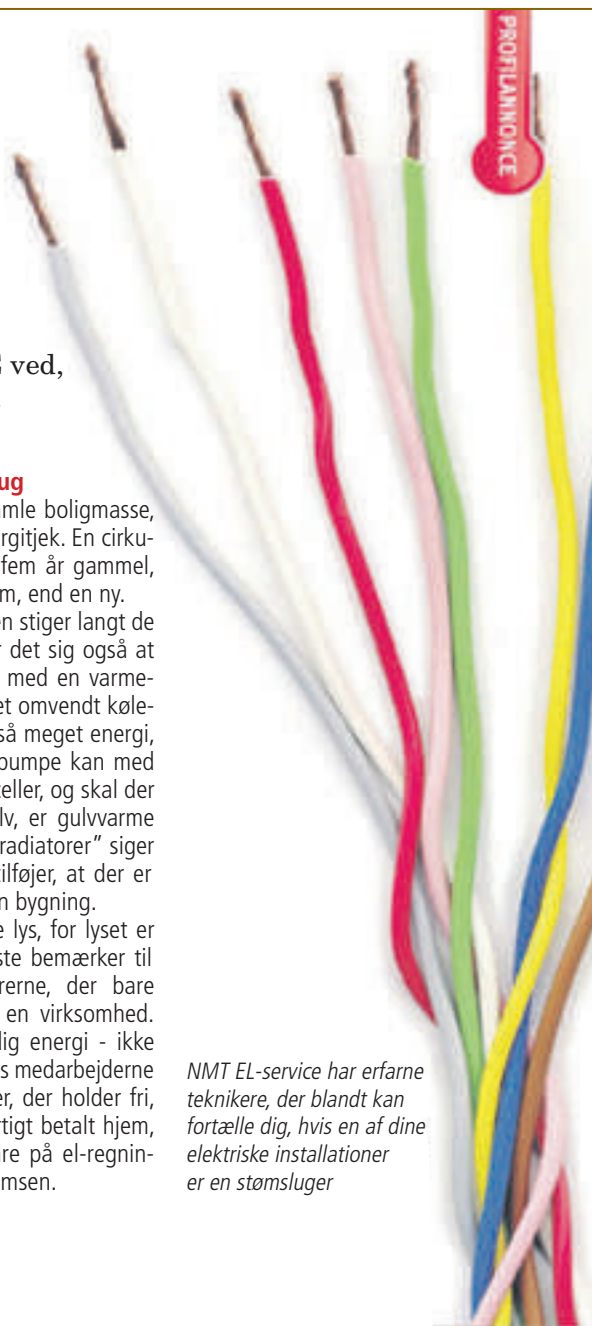 PROFILANNONCE
ved,
ug
mle boligmasse,
rgitjek. En cirku-
fem år gammel,
m, end en ny.
en stiger langt de
r det sig også at
med en varme-
et omvendt køle-
så meget energi,
pumpe kan med
eller, og skal der
lv, er gulvvarme
radiatorer” siger
ilføjer, at der er
n bygning.
e lys, for lyset er
ste bemærker til
rerne, der bare
en virksomhed.
lig energi - ikke
s medarbejderne
er, der holder fri,
rtigt betalt hjem,
are på el-regnin-
msen.
NMT EL-service har erfarne
teknikere, der blandt kan
fortælle dig, hvis en af dine
elektriske installationer
er en stømsluger